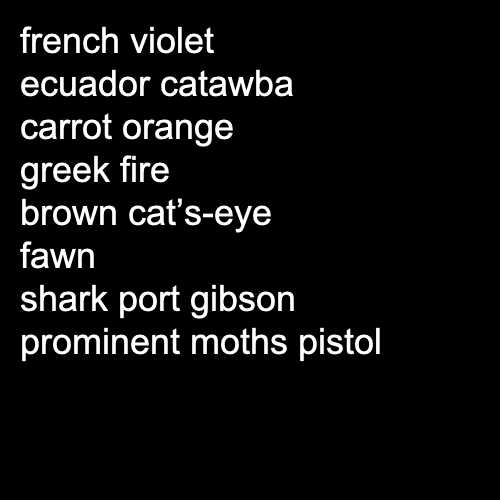 french violet
ecuador catawba
carrot orange
greek fire
brown cat’s-eye
fawn
shark port gibson
prominent moths pistol